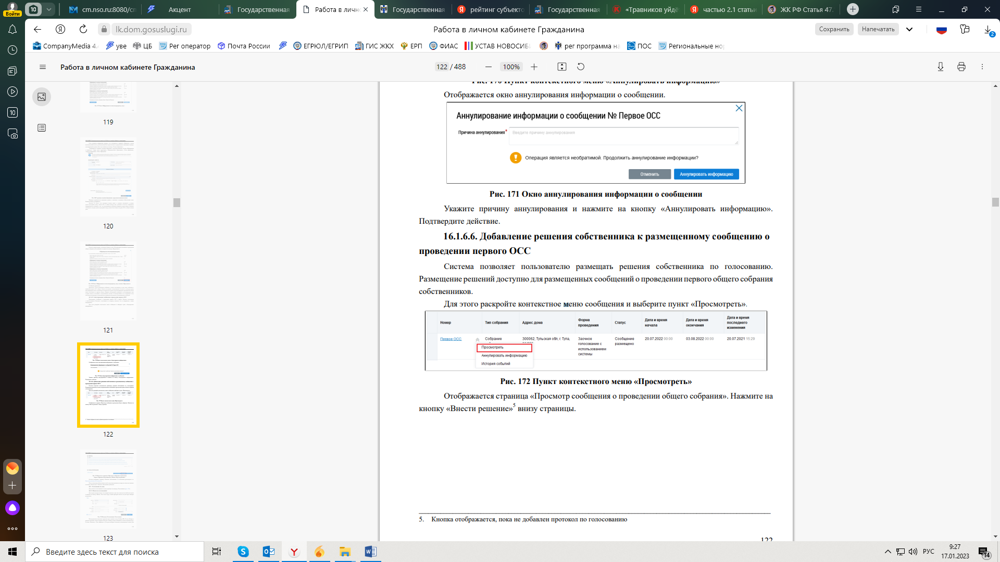 Войти
10
cm.nso.ru:8080/cm
Акцент
Государственная
Работа в личн
Государственная
рейтинг субъекто
Государственная
«Травников уйдё
частью 2.1 статьи
ЖК РФ Статья 47.
lk.dom.gosuslugi.ru
Работа в личном кабинете Гражданина
Сохранить
Напечатать
2
CompanyMedia 4.
уве
ЦБ
Рег оператор
Почта России
ЕГРЮЛ/ЕГРИП
ГИС ЖКХ
ЕРП
ФИАС
УСТАВ НОВОСИБИ
рег программа на
ПОС
Региональные нор
Работа в личном кабинете Гражданина
122 / 488
100%
10
119
120
121
122
123
Рис. 170 Пункт контекстного меню «Аннулировать информацию»
Отображается окно аннулирования информации о сообщении.
Аннулирование информации о сообщении № Первое ОСС
Причина аннулирования*
Введите причину аннулирования
Операция является необратимой. Продолжить аннулирование информации?
Отменить
Аннулировать информацию
Рис. 171 Окно аннулирования информации о сообщении
Укажите причину аннулирования и нажмите на кнопку «Аннулировать информацию».
Подтвердите действие.
16.1.6.6. Добавление решения собственника к размещенному сообщению о
проведении первого ОСС
Система позволяет пользователю размещать решения собственника по голосованию.
Размещение решений доступно для размещенных сообщений о проведении первого общего собрания
собственников.
Для этого раскройте контекстное меню сообщения и выберите пункт «Просмотреть».
Номер
Тип собрания
Адрес дома
Форма
проведения
Статус
Дата и время
начала
Дата и время
окончания
Дата и время
последнего
изменения
Первое ОСС
Собрание
300062, Тульская обл, г. Тула,
Заочное
голосование с
использованием
системы
Сообщение
размещено
20.07.2022 00:00
03.08.2022 00:00
20.07.2021 15:29
Просмотреть
Аннулировать информацию
История событий
Рис. 172 Пункт контекстного меню «Просмотреть»
Отображается страница «Просмотр сообщения о проведении общего собрания». Нажмите на
кнопку «Внести решение»5 внизу страницы.
5. Кнопка отображается, пока не добавлен протокол по голосованию
122
Введите здесь текст для поиска
РУС
9:27
17.01.2023
14